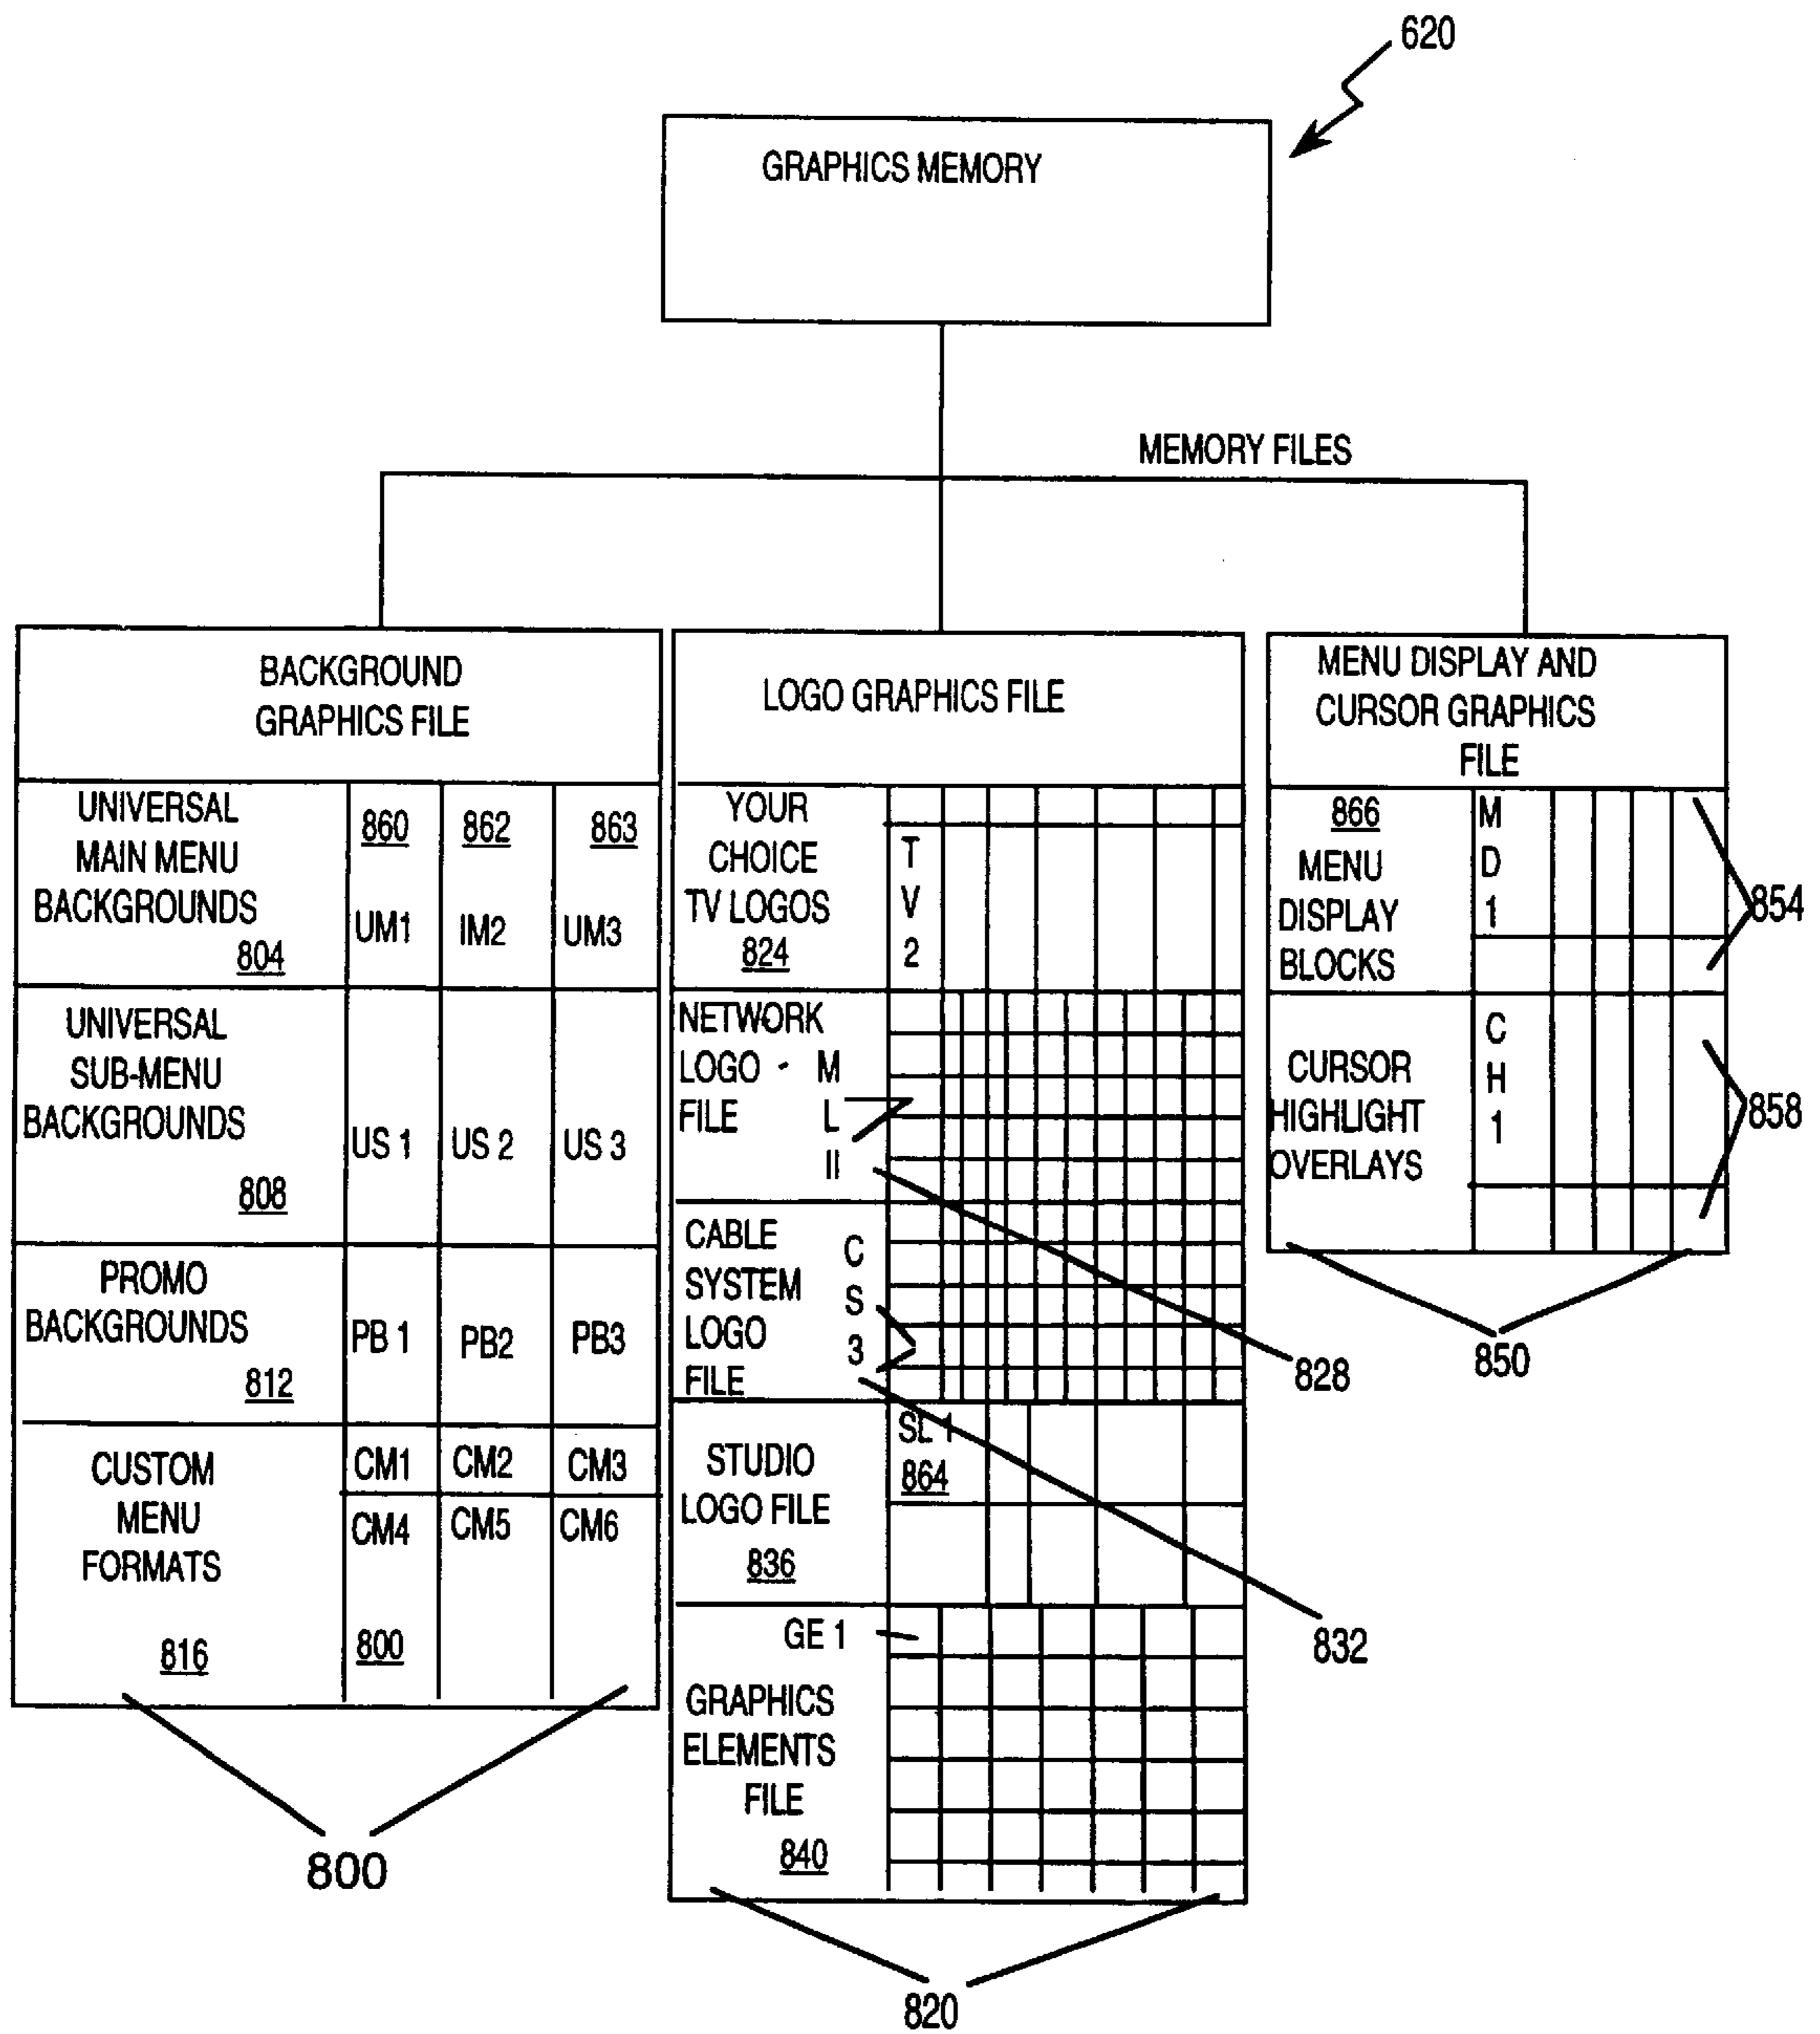 620
GRAPHICS MEMORY
MEMORY FILES
BACKGROUND
GRAPHICS FILE
UNIVERSAL
MAIN MENU
BACKGROUNDS
804
860
862
863
UM1
IM2
UM3
UNIVERSAL
SUB-MENU
BACKGROUNDS
808
US 1
US 2
US 3
PROMO
BACKGROUNDS
812
PB 1
PB2
PB3
CUSTOM
MENU
FORMATS
816
CM1
CM2
CM3
CM4
CM5
CM6
800
800
LOGO GRAPHICS FILE
YOUR
CHOICE
TV LOGOS
824
T
V
2
NETWORK
LOGO -
FILE
M
L
II
828
CABLE
SYSTEM
LOGO
FILE
C
S
3
832
STUDIO
LOGO FILE
836
SL 1
864
GE 1
GRAPHICS
ELEMENTS
FILE
840
820
MENU DISPLAY AND
CURSOR GRAPHICS
FILE
866
MENU
DISPLAY
BLOCKS
M
D
1
854
CURSOR
HIGHLIGHT
OVERLAYS
C
H
1
858
850